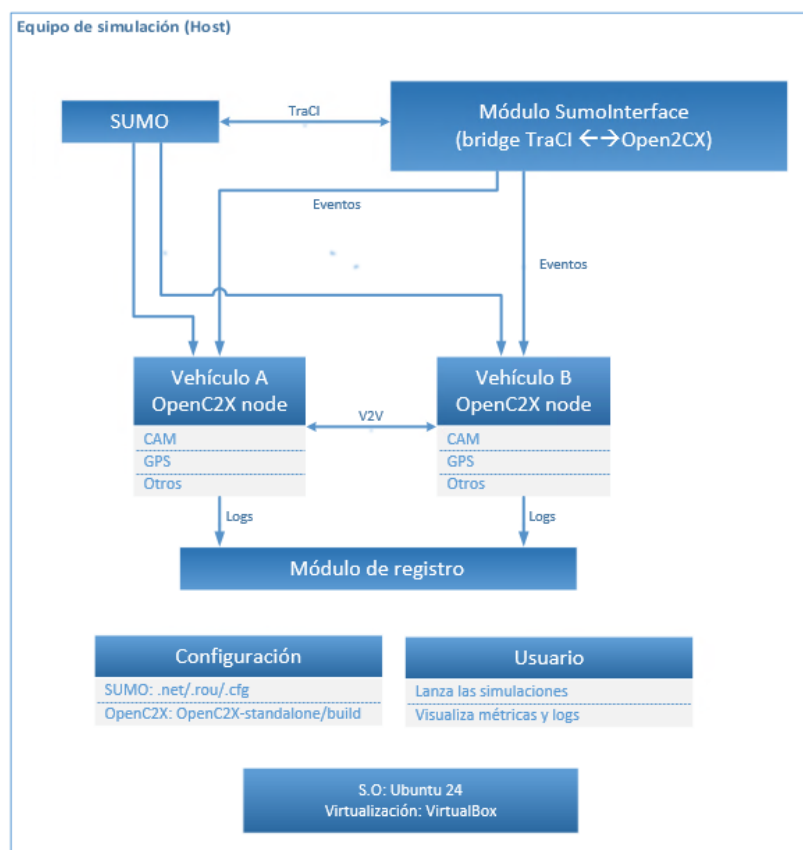 Equipo de simulación (Host)
SUMO
TraCI
Módulo SumoInterface
(bridge TraCI ←→Open2CX)
Eventos
Eventos
Vehículo A
OpenC2X node
CAM
GPS
Otros
V2V
Vehículo B
OpenC2X node
CAM
GPS
Otros
Logs
Logs
Módulo de registro
Configuración
SUMO: .net/.rou/.cfg
OpenC2X: OpenC2X-standalone/build
Usuario
Lanza las simulaciones
Visualiza métricas y logs
S.O: Ubuntu 24
Virtualización: VirtualBox